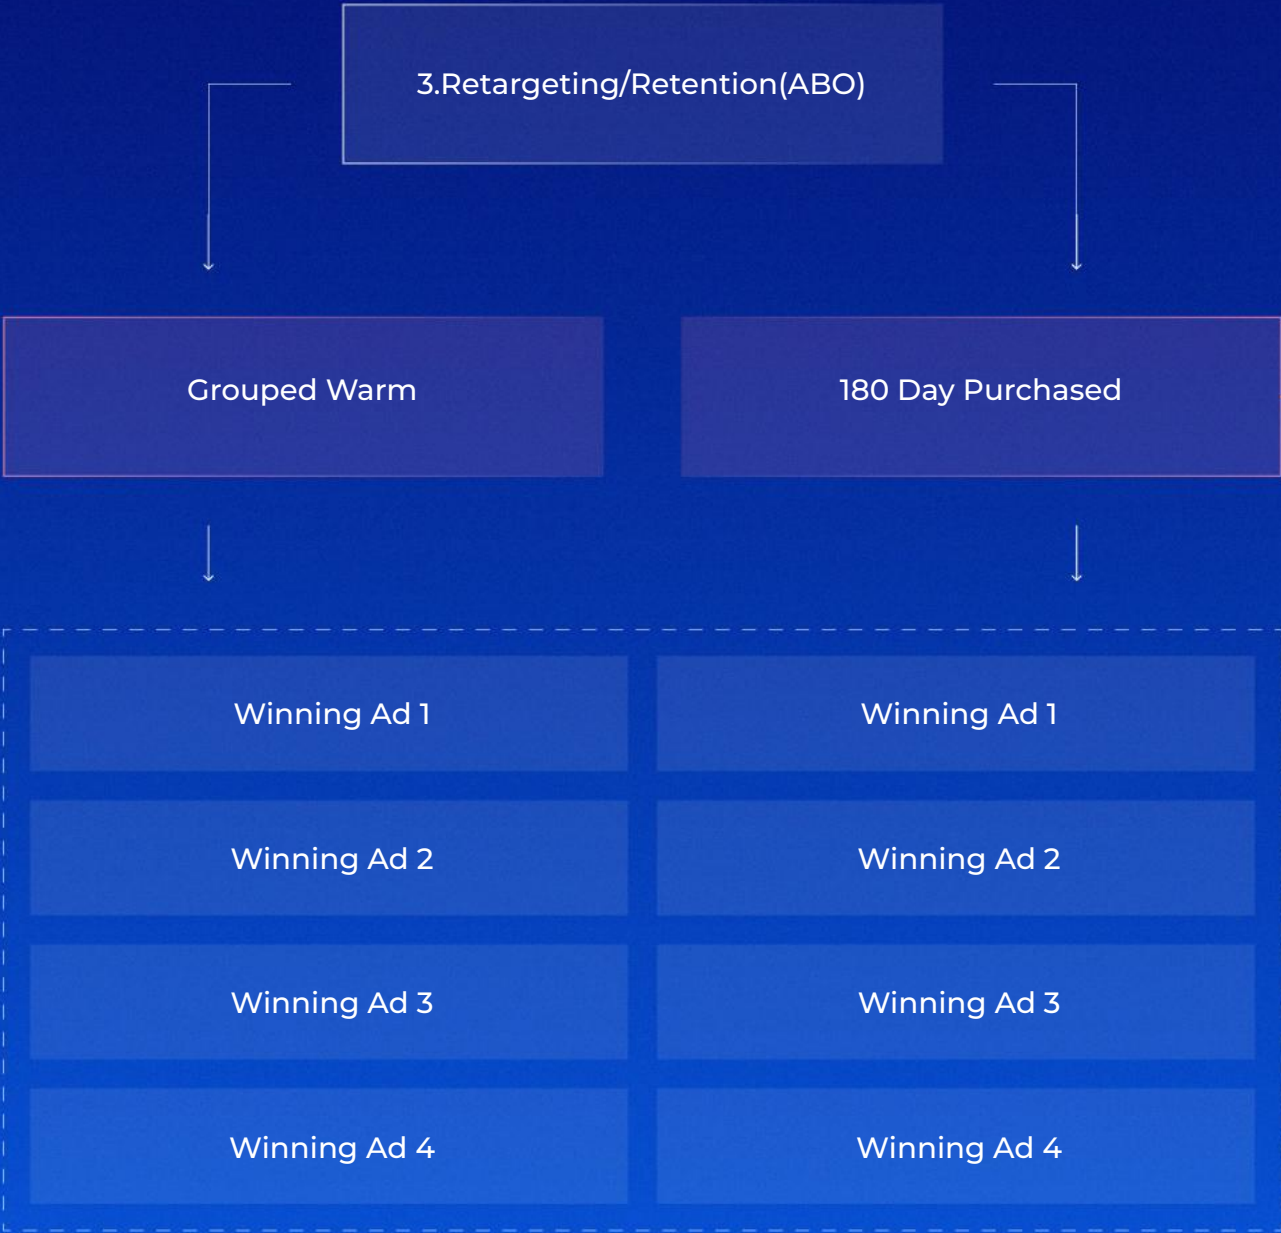 3.Retargeting/Retention(ABO)
Grouped Warm
180 Day Purchased
Winning Ad 1
Winning Ad 1
Winning Ad 2
Winning Ad 2
Winning Ad 3
Winning Ad 3
Winning Ad 4
Winning Ad 4